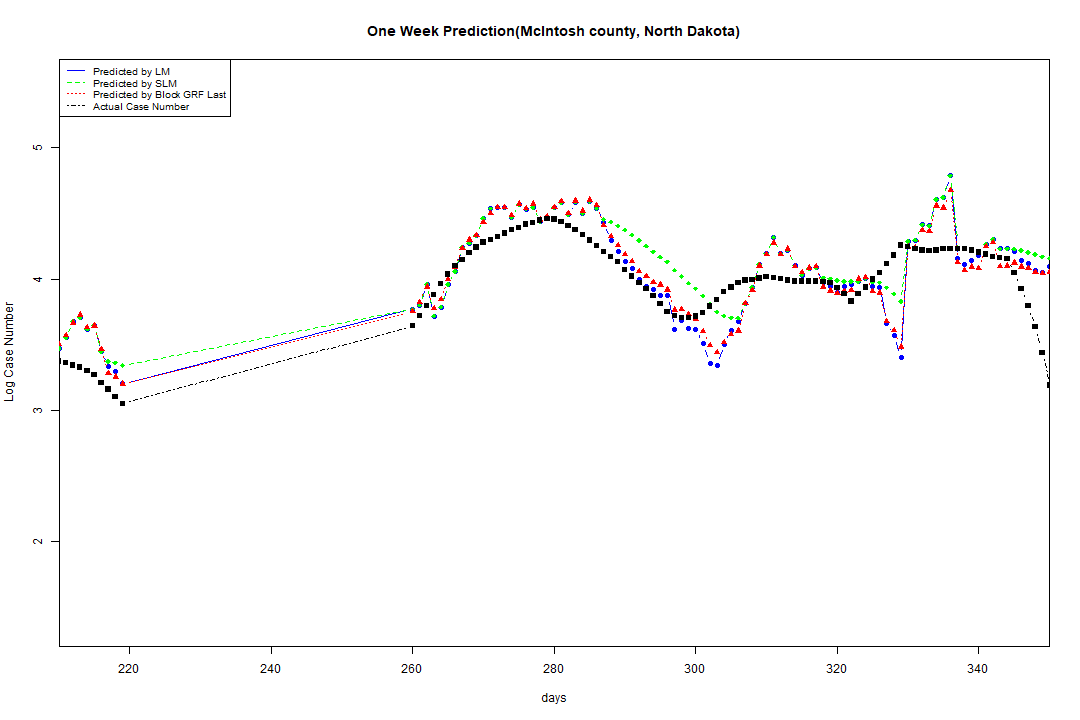 One Week Prediction(McIntosh county, North Dakota)
Predicted by LM
Predicted by SLM
Predicted by Block GRF Last
Actual Case Number
5
4
3
2
Log Case Number
220 240 260 280 300 320 340
days